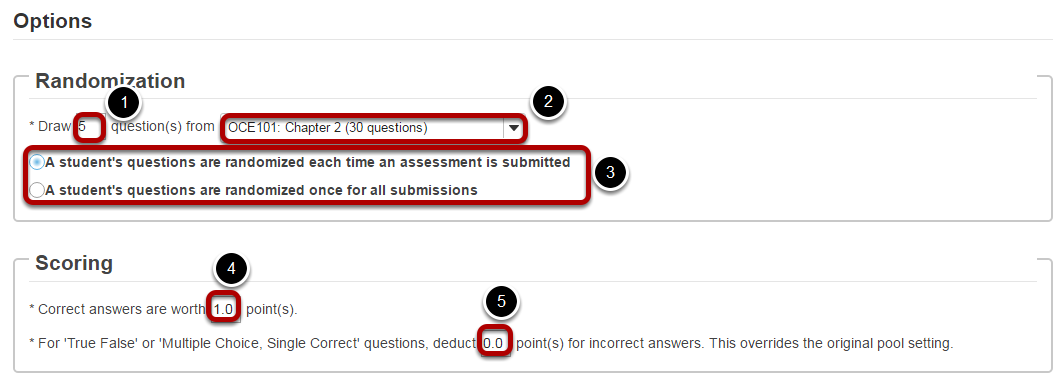 Options
Randomization
1
2
* Draw 5 question(s) from OCE101: Chapter 2 (30 questions)
A student's questions are randomized each time an assessment is submitted
3
A student's questions are randomized once for all submissions
Scoring
4
* Correct answers are worth 1.0 point(s).
5
* For 'True False' or 'Multiple Choice, Single Correct' questions, deduct 0.0 point(s) for incorrect answers. This overrides the original pool setting.